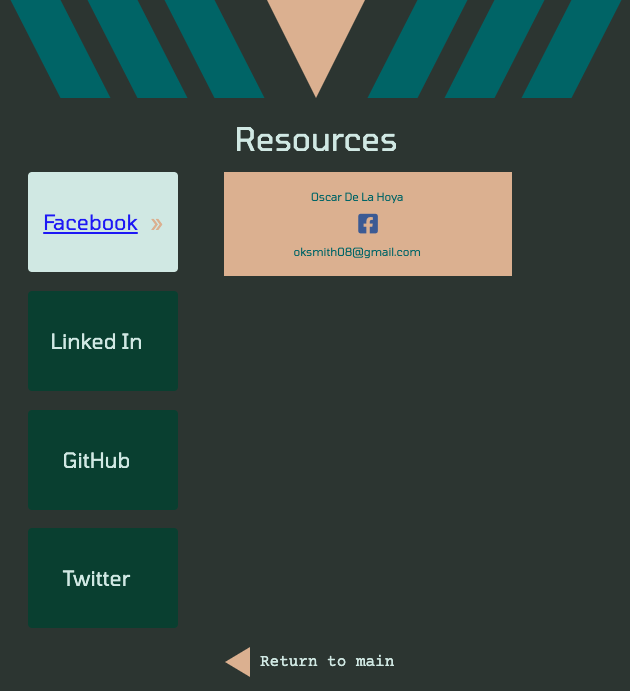 Resources
Facebook »
Oscar De La Hoya
oksmith08@gmail.com
Linked In
GitHub
Twitter
Return to main